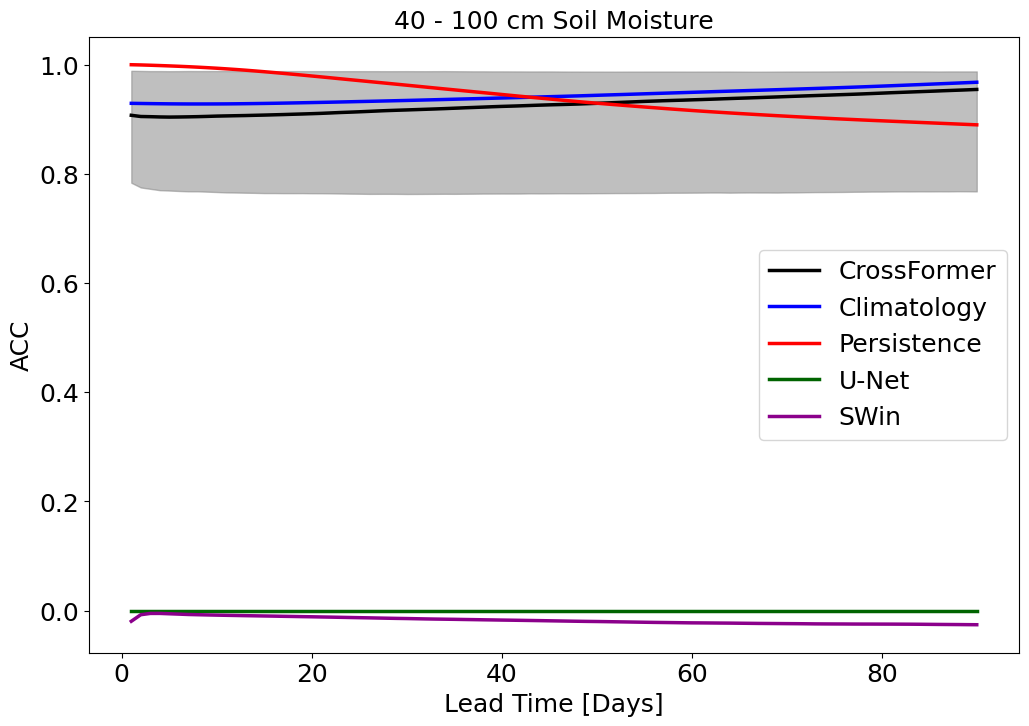 40 - 100 cm Soil Moisture
ACC
1.0
0.8
0.6
0.4
0.2
0.0
0 20 40 60 80
Lead Time [Days]
CrossFormer
Climatology
Persistence
U-Net
SWin